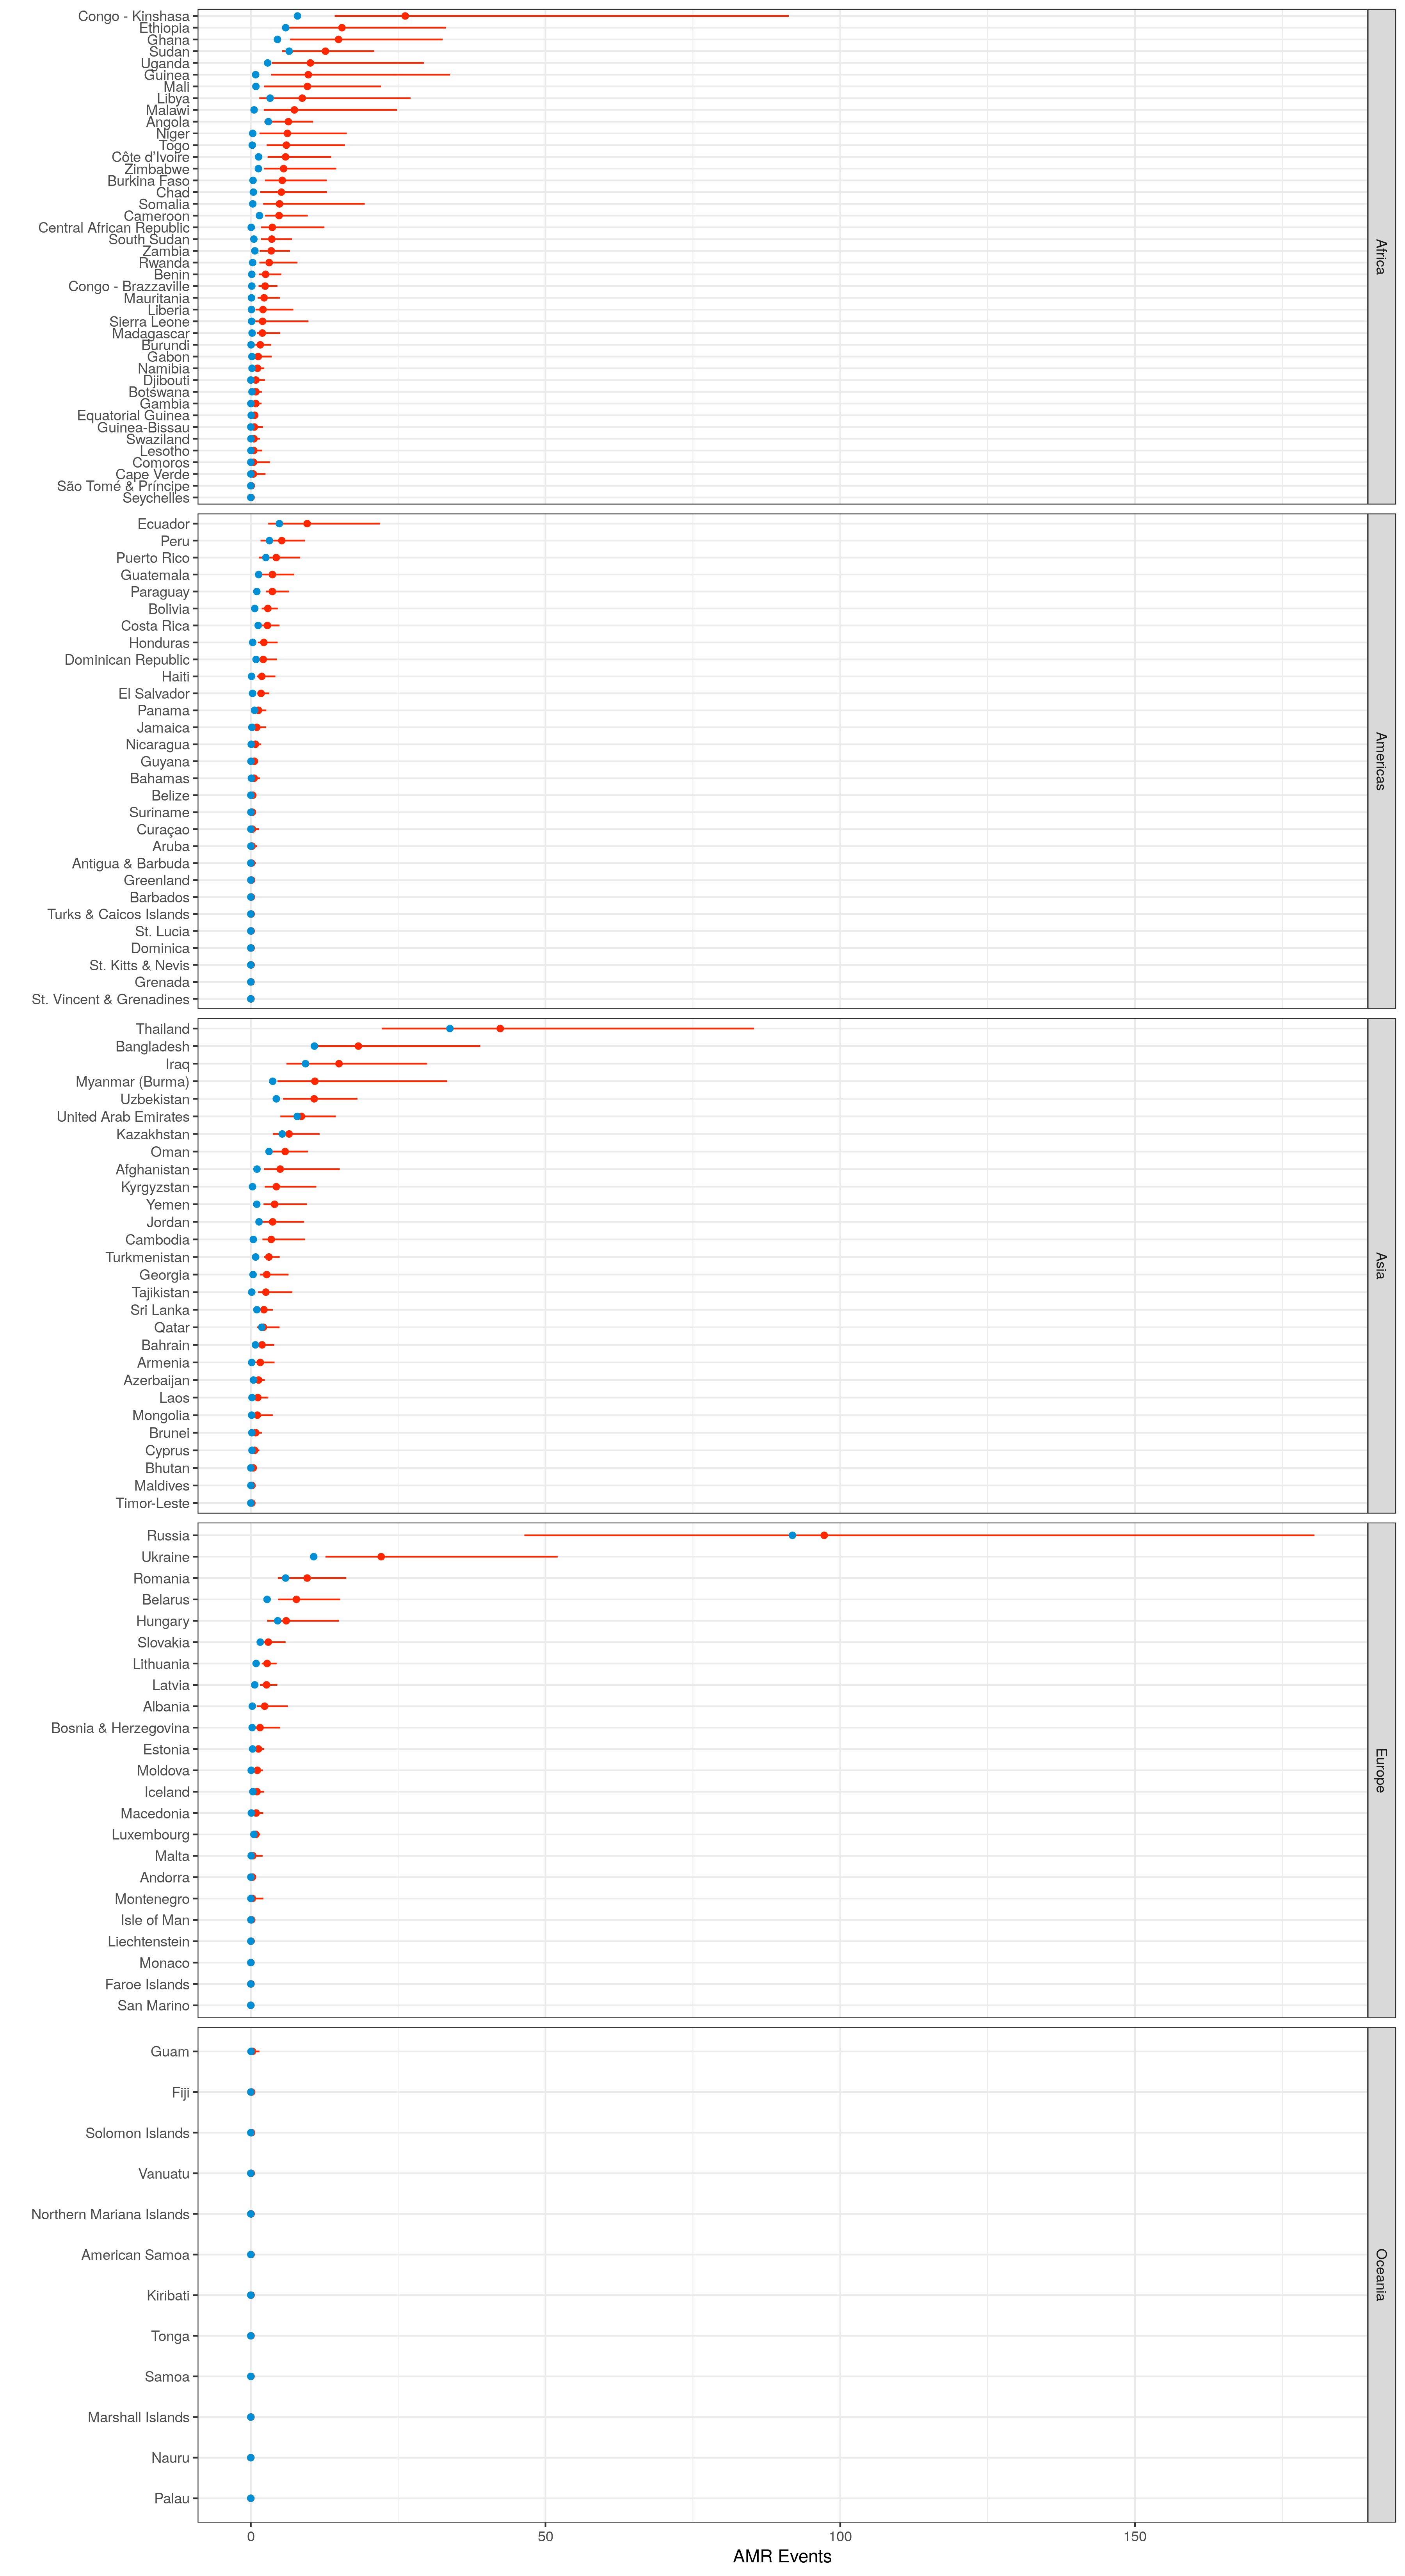 Congo - Kinshasa
Ethiopia
Ghana
Sudan
Uganda
Guinea
Mali
Libya
Malawi
Angola
Niger
Togo
Côte d’Ivoire
Zimbabwe
Burkina Faso
Chad
Somalia
Cameroon
Central African Republic
South Sudan
Zambia
Rwanda
Benin
Congo - Brazzaville
Mauritania
Liberia
Sierra Leone
Madagascar
Burundi
Gabon
Namibia
Djibouti
Botswana
Gambia
Equatorial Guinea
Guinea-Bissau
Swaziland
Lesotho
Comoros
Cape Verde
São Tomé & Príncipe
Seychelles
Africa
Ecuador
Peru
Puerto Rico
Guatemala
Paraguay
Bolivia
Costa Rica
Honduras
Dominican Republic
Haiti
El Salvador
Panama
Jamaica
Nicaragua
Guyana
Bahamas
Belize
Suriname
Curaçao
Aruba
Antigua & Barbuda
Greenland
Barbados
Turks & Caicos Islands
St. Lucia
Dominica
St. Kitts & Nevis
Grenada
St. Vincent & Grenadines
Americas
Thailand
Bangladesh
Iraq
Myanmar (Burma)
Uzbekistan
United Arab Emirates
Kazakhstan
Oman
Afghanistan
Kyrgyzstan
Yemen
Jordan
Cambodia
Turkmenistan
Georgia
Tajikistan
Sri Lanka
Qatar
Bahrain
Armenia
Azerbaijan
Laos
Mongolia
Brunei
Cyprus
Bhutan
Maldives
Timor-Leste
Asia
Russia
Ukraine
Romania
Belarus
Hungary
Slovakia
Lithuania
Latvia
Albania
Bosnia & Herzegovina
Estonia
Moldova
Iceland
Macedonia
Luxembourg
Malta
Andorra
Montenegro
Isle of Man
Liechtenstein
Monaco
Faroe Islands
San Marino
Europe
Guam
Fiji
Solomon Islands
Vanuatu
Northern Mariana Islands
American Samoa
Kiribati
Tonga
Samoa
Marshall Islands
Nauru
Palau
Oceania
0 50 100 150
AMR Events